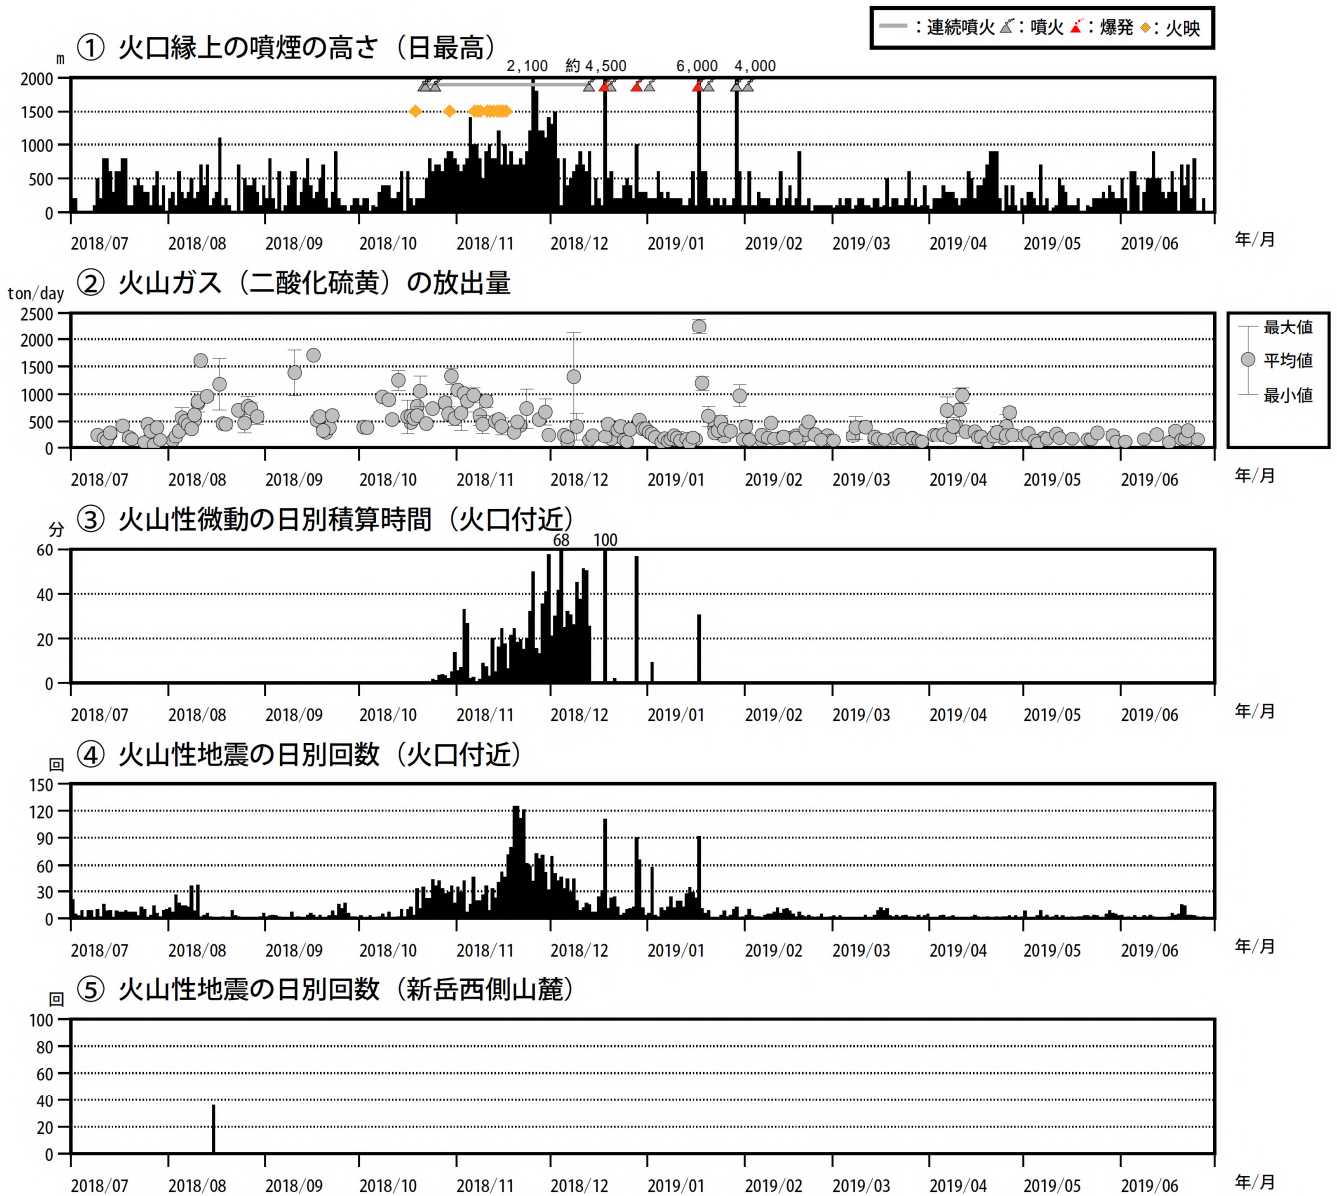 ：連続噴火 ：噴火 ：爆発 ：火映
① 火口縁上の噴煙の高さ（日最高）
m
2,100 約 4,500 6,000 4,000
2000
1500
1000
500
0
2018/07 2018/08 2018/09 2018/10 2018/11 2018/12 2019/01 2019/02 2019/03 2019/04 2019/05 2019/06 年/月
② 火山ガス（二酸化硫黄）の放出量
ton/day
2500
2000
1500
1000
500
0
最大値
平均値
最小値
2018/07 2018/08 2018/09 2018/10 2018/11 2018/12 2019/01 2019/02 2019/03 2019/04 2019/05 2019/06 年/月
③ 火山性微動の日別積算時間（火口付近）
分
68 100
60
40
20
0
2018/07 2018/08 2018/09 2018/10 2018/11 2018/12 2019/01 2019/02 2019/03 2019/04 2019/05 2019/06 年/月
④ 火山性地震の日別回数（火口付近）
回
150
120
90
60
30
0
2018/07 2018/08 2018/09 2018/10 2018/11 2018/12 2019/01 2019/02 2019/03 2019/04 2019/05 2019/06 年/月
⑤ 火山性地震の日別回数（新岳西側山麓）
回
100
80
60
40
20
0
2018/07 2018/08 2018/09 2018/10 2018/11 2018/12 2019/01 2019/02 2019/03 2019/04 2019/05 2019/06 年/月